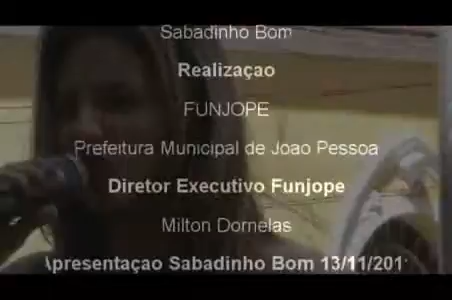 Sabadinho Bom
Realizaçao
FUNJOPE
Prefeitura Municipal de Joao Pessoa
Diretor Executivo Funjope
Milton Dornelas
Apresentaçao Sabadinho Bom 13/11/201